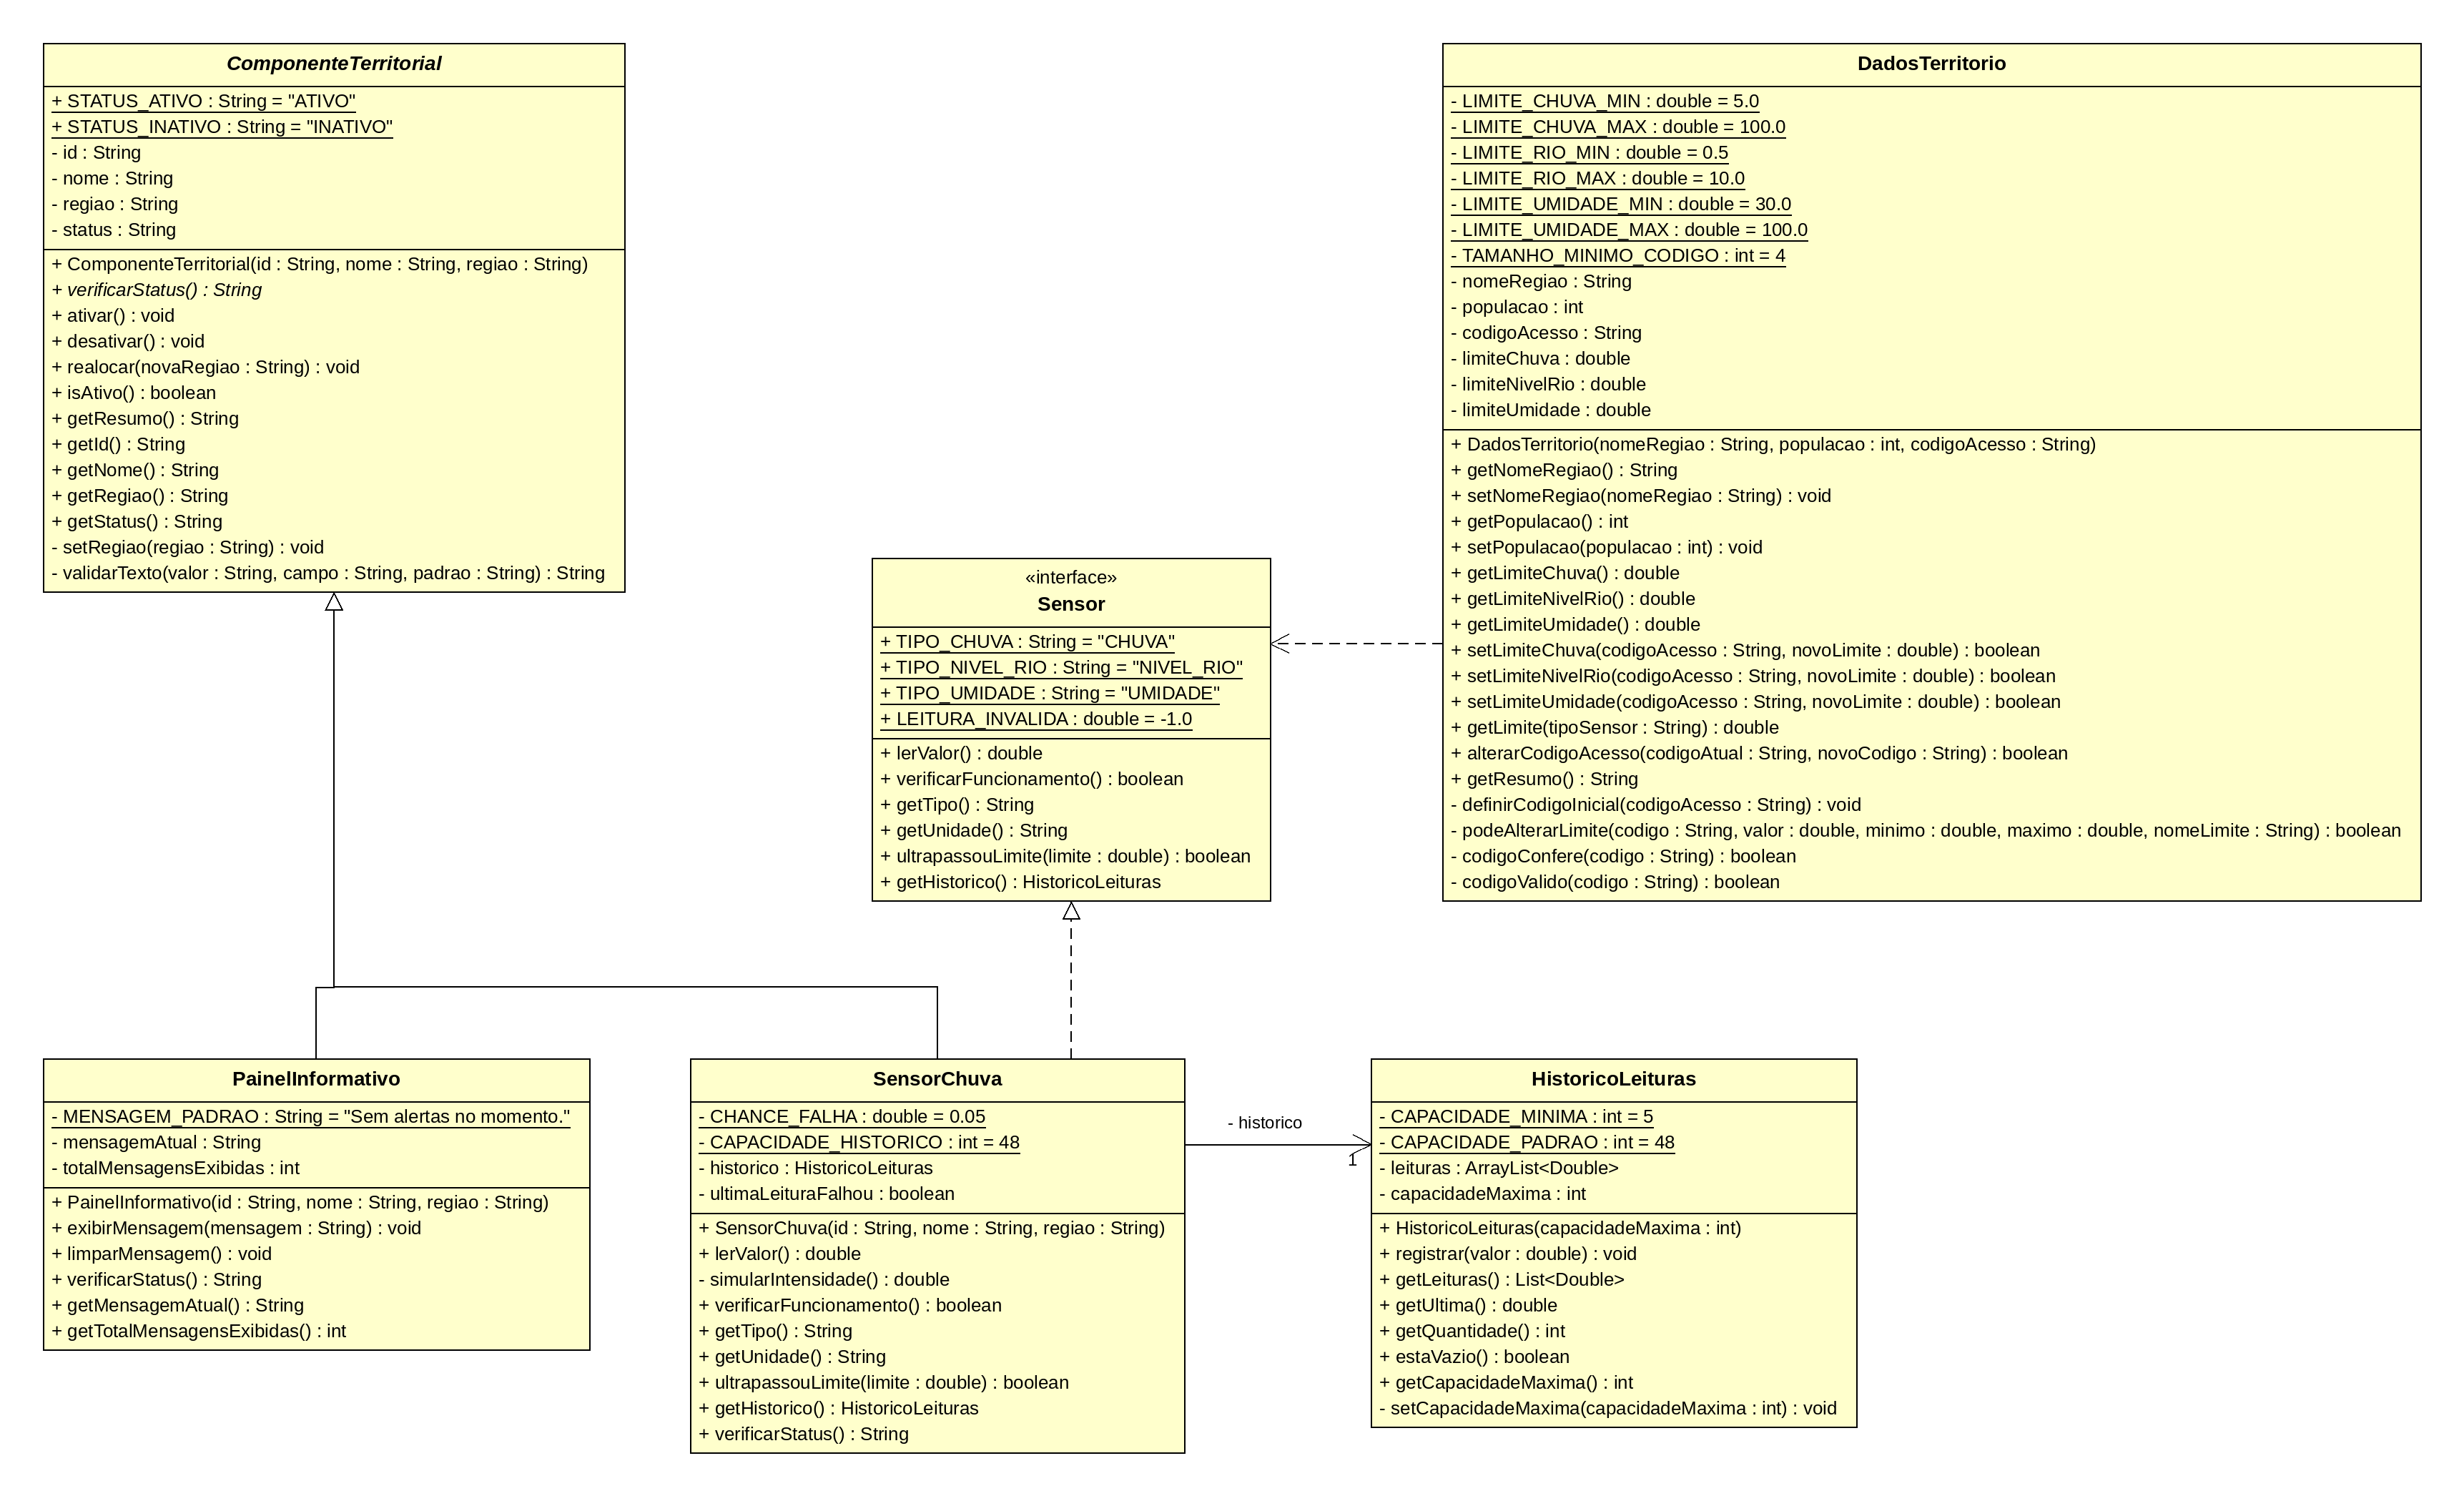 ComponenteTerritorial
+ STATUS_ATIVO : String = "ATIVO"
+ STATUS_INATIVO : String = "INATIVO"
- id : String
- nome : String
- regiao : String
- status : String
+ ComponenteTerritorial(id : String, nome : String, regiao : String)
+ verificarStatus() : String
+ ativar() : void
+ desativar() : void
+ realocar(novaRegiao : String) : void
+ isAtivo() : boolean
+ getResumo() : String
+ getId() : String
+ getNome() : String
+ getRegiao() : String
+ getStatus() : String
- setRegiao(regiao : String) : void
- validarTexto(valor : String, campo : String, padrao : String) : String
DadosTerritorio
- LIMITE_CHUVA_MIN : double = 5.0
- LIMITE_CHUVA_MAX : double = 100.0
- LIMITE_RIO_MIN : double = 0.5
- LIMITE_RIO_MAX : double = 10.0
- LIMITE_UMIDADE_MIN : double = 30.0
- LIMITE_UMIDADE_MAX : double = 100.0
- TAMANHO_MINIMO_CODIGO : int = 4
- nomeRegiao : String
- populacao : int
- codigoAcesso : String
- limiteChuva : double
- limiteNivelRio : double
- limiteUmidade : double
+ DadosTerritorio(nomeRegiao : String, populacao : int, codigoAcesso : String)
+ getNomeRegiao() : String
+ setNomeRegiao(nomeRegiao : String) : void
+ getPopulacao() : int
+ setPopulacao(populacao : int) : void
+ getLimiteChuva() : double
+ getLimiteNivelRio() : double
+ getLimiteUmidade() : double
+ setLimiteChuva(codigoAcesso : String, novoLimite : double) : boolean
+ setLimiteNivelRio(codigoAcesso : String, novoLimite : double) : boolean
+ setLimiteUmidade(codigoAcesso : String, novoLimite : double) : boolean
+ getLimite(tipoSensor : String) : double
+ alterarCodigoAcesso(codigoAtual : String, novoCodigo : String) : boolean
+ getResumo() : String
- definirCodigoInicial(codigoAcesso : String) : void
- podeAlterarLimite(codigo : String, valor : double, minimo : double, maximo : double, nomeLimite : String) : boolean
- codigoConfere(codigo : String) : boolean
- codigoValido(codigo : String) : boolean
«interface»
Sensor
+ TIPO_CHUVA : String = "CHUVA"
+ TIPO_NIVEL_RIO : String = "NIVEL_RIO"
+ TIPO_UMIDADE : String = "UMIDADE"
+ LEITURA_INVALIDA : double = -1.0
+ lerValor() : double
+ verificarFuncionamento() : boolean
+ getTipo() : String
+ getUnidade() : String
+ ultrapassouLimite(limite : double) : boolean
+ getHistorico() : HistoricoLeituras
PainelInformativo
- MENSAGEM_PADRAO : String = "Sem alertas no momento."
- mensagemAtual : String
- totalMensagensExibidas : int
+ PainelInformativo(id : String, nome : String, regiao : String)
+ exibirMensagem(mensagem : String) : void
+ limparMensagem() : void
+ verificarStatus() : String
+ getMensagemAtual() : String
+ getTotalMensagensExibidas() : int
SensorChuva
- CHANCE_FALHA : double = 0.05
- CAPACIDADE_HISTORICO : int = 48
- historico : HistoricoLeituras
- ultimaLeituraFalhou : boolean
+ SensorChuva(id : String, nome : String, regiao : String)
+ lerValor() : double
- simularIntensidade() : double
+ verificarFuncionamento() : boolean
+ getTipo() : String
+ getUnidade() : String
+ ultrapassouLimite(limite : double) : boolean
+ getHistorico() : HistoricoLeituras
+ verificarStatus() : String
- historico
1
HistoricoLeituras
- CAPACIDADE_MINIMA : int = 5
- CAPACIDADE_PADRAO : int = 48
- leituras : ArrayList<Double>
- capacidadeMaxima : int
+ HistoricoLeituras(capacidadeMaxima : int)
+ registrar(valor : double) : void
+ getLeituras() : List<Double>
+ getUltima() : double
+ getQuantidade() : int
+ estaVazio() : boolean
+ getCapacidadeMaxima() : int
- setCapacidadeMaxima(capacidadeMaxima : int) : void